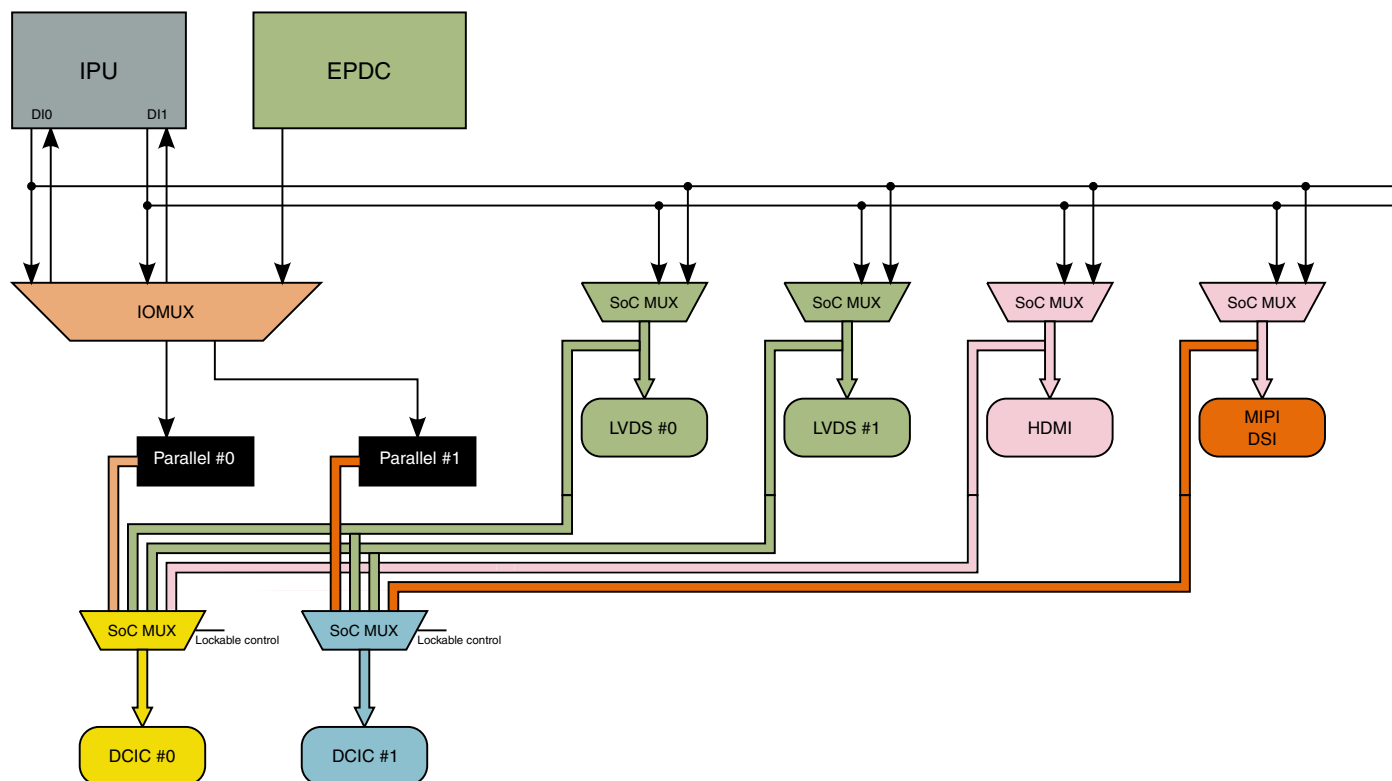 IPU
EPDC
DI0
DI1
IOMUX
SoC MUX
SoC MUX
SoC MUX
SoC MUX
LVDS #0
LVDS #1
HDMI
MIPI
DSI
Parallel #0
Parallel #1
SoC MUX
Lockable control
SoC MUX
Lockable control
DCIC #0
DCIC #1